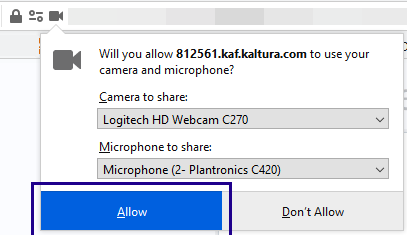 Will you allow 812561.kaf.kaltura.com to use your
camera and microphone?
Camera to share:
Logitech HD Webcam C270
Microphone to share:
Microphone (2- Plantronics C420)
Allow
Don't Allow